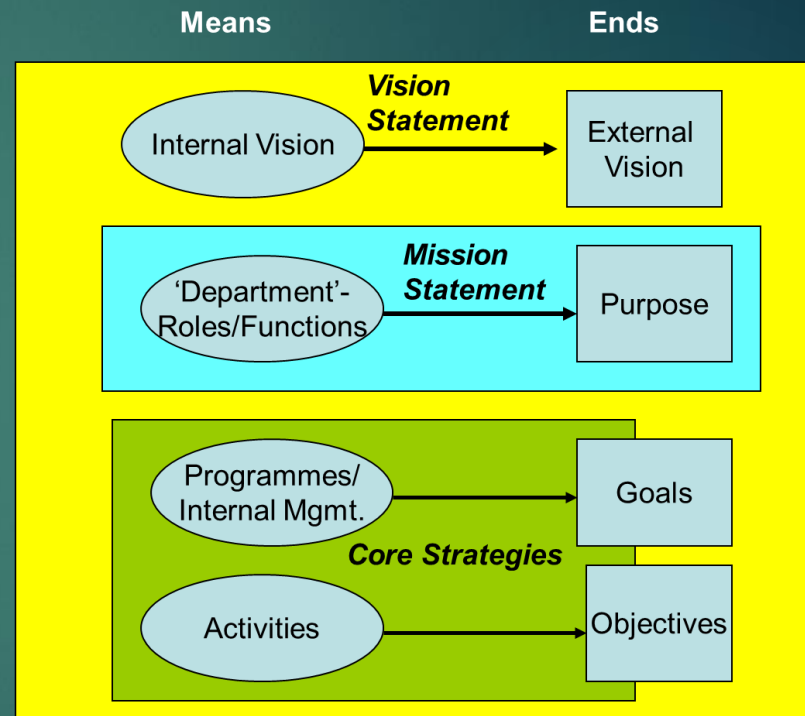 Means
Ends
Vision
Statement
Internal Vision
External
Vision
Mission
Statement
‘Department’-
Roles/Functions
Purpose
Programmes/
Internal Mgmt.
Goals
Core Strategies
Activities
Objectives